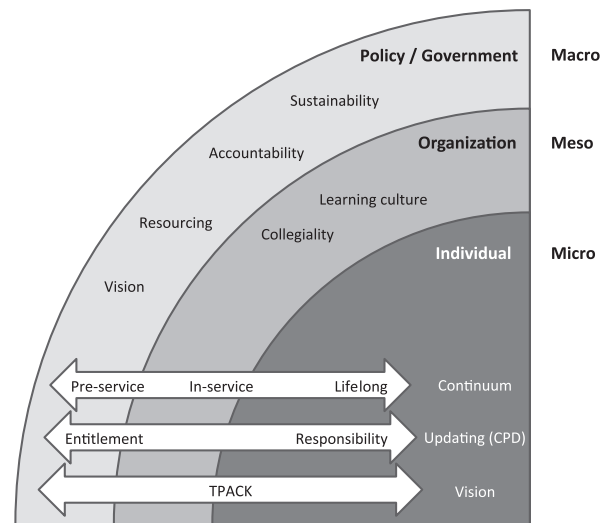 Policy / Government Macro
Sustainability
Organization Meso
Accountability
Learning culture
Resourcing
Collegiality
Individual Micro
Vision
Pre-service In-service Lifelong Continuum
Entitlement Responsibility Updating (CPD)
TPACK Vision